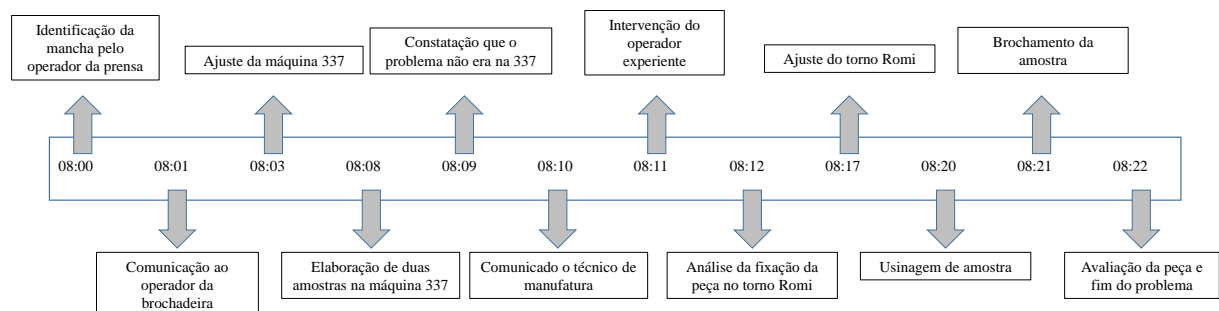 Identificação da
mancha pelo
operador da prensa
Ajuste da máquina 337
Constatação que o
problema não era na 337
Intervenção do
operador
experiente
Ajuste do torno Romi
Brochamento da
amostra
08:00
08:01
08:03
08:08
08:09
08:10
08:11
08:12
08:17
08:20
08:21
08:22
Comunicação ao
operador da
brochadeira
Elaboração de duas
amostras na máquina 337
Comunicado o técnico de
manufatura
Análise da fixação da
peça no torno Romi
Usinagem de amostra
Avaliação da peça e
fim do problema